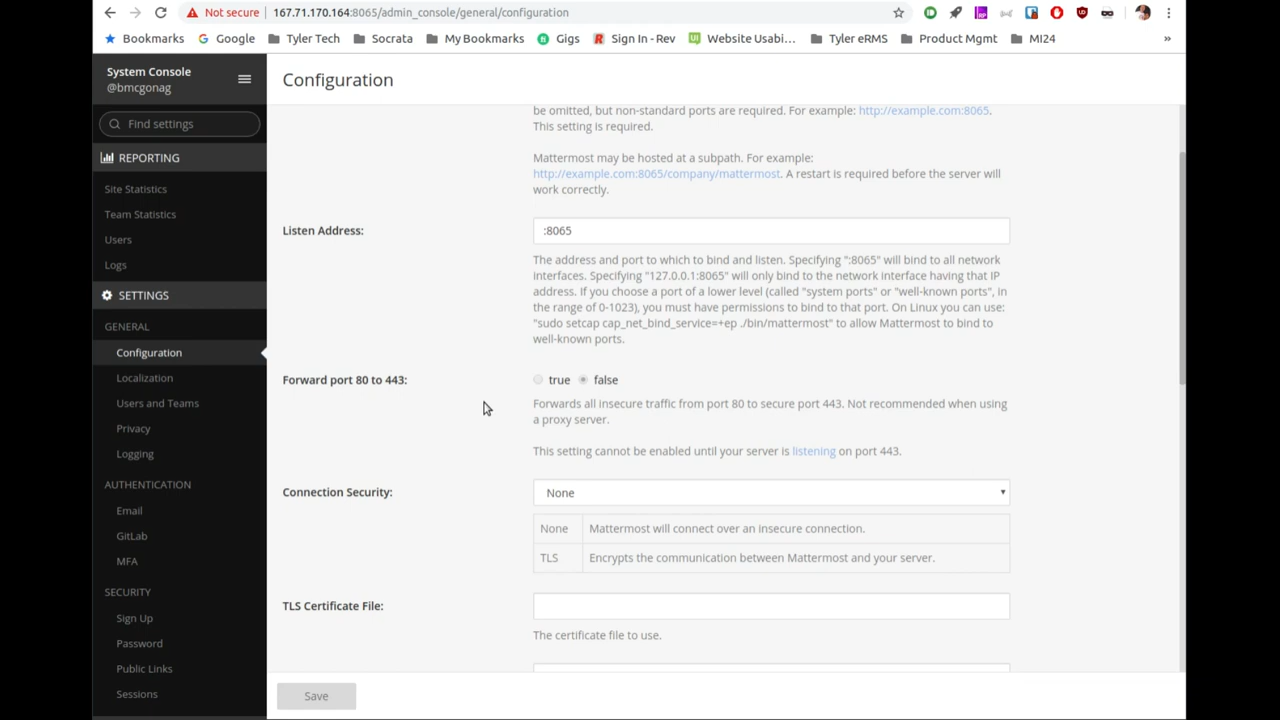 Not secure 167.71.170.164:8065/admin_console/general/configuration
Bookmarks Google Tyler Tech Socrata My Bookmarks Gigs Sign In - Rev Website Usabi... Tyler eRMS Product Mgmt MI24 »
System Console
@bmcgonag
Find settings
REPORTING
Site Statistics
Team Statistics
Users
Logs
SETTINGS
GENERAL
Configuration
Localization
Users and Teams
Privacy
Logging
AUTHENTICATION
Email
GitLab
MFA
SECURITY
Sign Up
Password
Public Links
Sessions
Configuration
be omitted, but non-standard ports are required. For example: http://example.com:8065.
This setting is required.
Mattermost may be hosted at a subpath. For example:
http://example.com:8065/company/mattermost. A restart is required before the server will
work correctly.
Listen Address:
:8065
The address and port to which to bind and listen. Specifying ":8065" will bind to all network
interfaces. Specifying "127.0.0.1:8065" will only bind to the network interface having that IP
address. If you choose a port of a lower level (called "system ports" or "well-known ports", in
the range of 0-1023), you must have permissions to bind to that port. On Linux you can use:
"sudo setcap cap_net_bind_service=+ep ./bin/mattermost" to allow Mattermost to bind to
well-known ports.
Forward port 80 to 443:
true false
Forwards all insecure traffic from port 80 to secure port 443. Not recommended when using
a proxy server.
This setting cannot be enabled until your server is listening on port 443.
Connection Security:
None
None Mattermost will connect over an insecure connection.
TLS Encrypts the communication between Mattermost and your server.
TLS Certificate File:
The certificate file to use.
Save